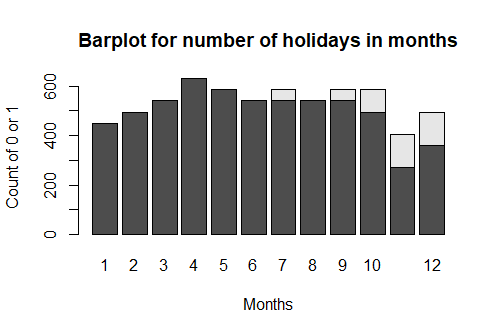 Barplot for number of holidays in months
Count of 0 or 1
600
400
200
0
1 2 3 4 5 6 7 8 9 10 12
Months